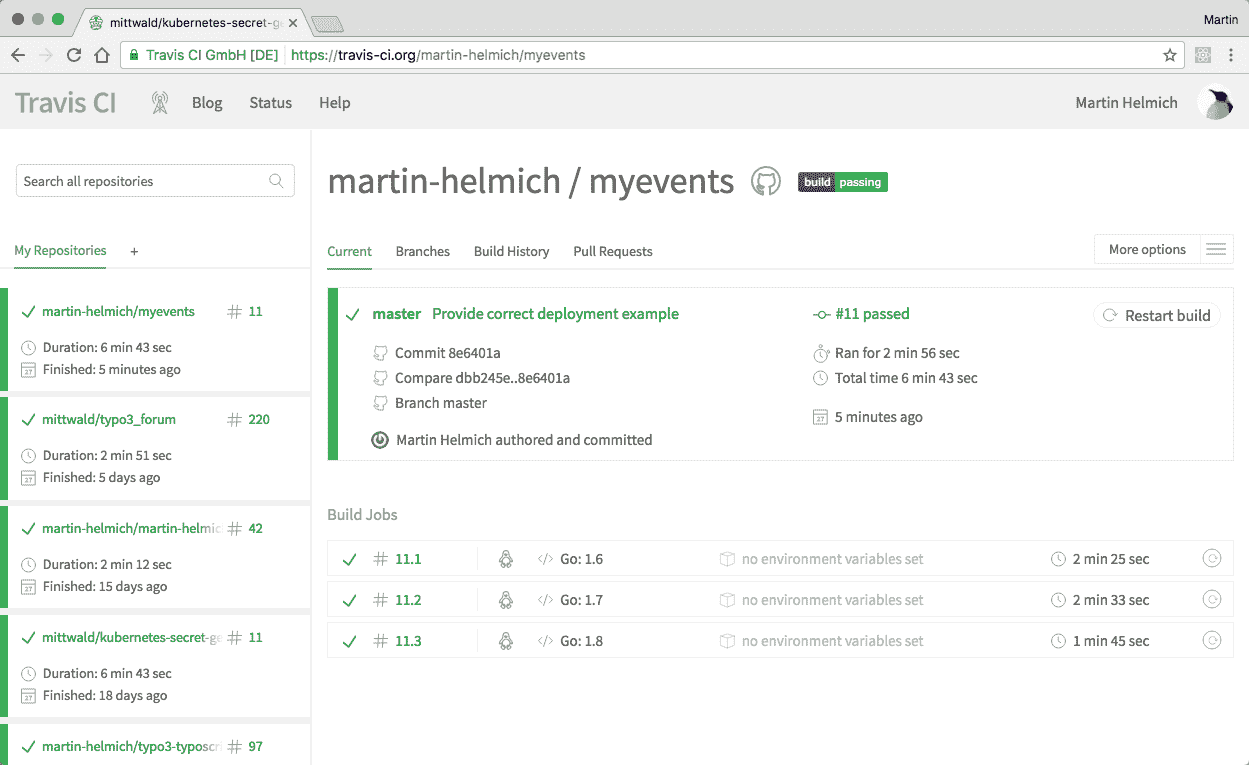 mittwald/kubernetes-secret-ge
Martin
Travis CI GmbH [DE] https://travis-ci.org/martin-helmich/myevents
Travis CI Blog Status Help Martin Helmich
Search all repositories
My Repositories +
martin-helmich/myevents # 11
Duration: 6 min 43 sec
27 Finished: 5 minutes ago
mittwald/typo3_forum # 220
Duration: 2 min 51 sec
27 Finished: 5 days ago
martin-helmich/martin-helmic # 42
Duration: 2 min 12 sec
27 Finished: 15 days ago
mittwald/kubernetes-secret-ge # 11
Duration: 6 min 43 sec
27 Finished: 18 days ago
martin-helmich/typo3-typoscri # 97
martin-helmich / myevents build passing
Current Branches Build History Pull Requests More options
master Provide correct deployment example #11 passed Restart build
Commit 8e6401a Ran for 2 min 56 sec
Compare dbb245e..8e6401a Total time 6 min 43 sec
Branch master
27 5 minutes ago
Martin Helmich authored and committed
Build Jobs
# 11.1 </> Go: 1.6 no environment variables set 2 min 25 sec
# 11.2 </> Go: 1.7 no environment variables set 2 min 33 sec
# 11.3 </> Go: 1.8 no environment variables set 1 min 45 sec